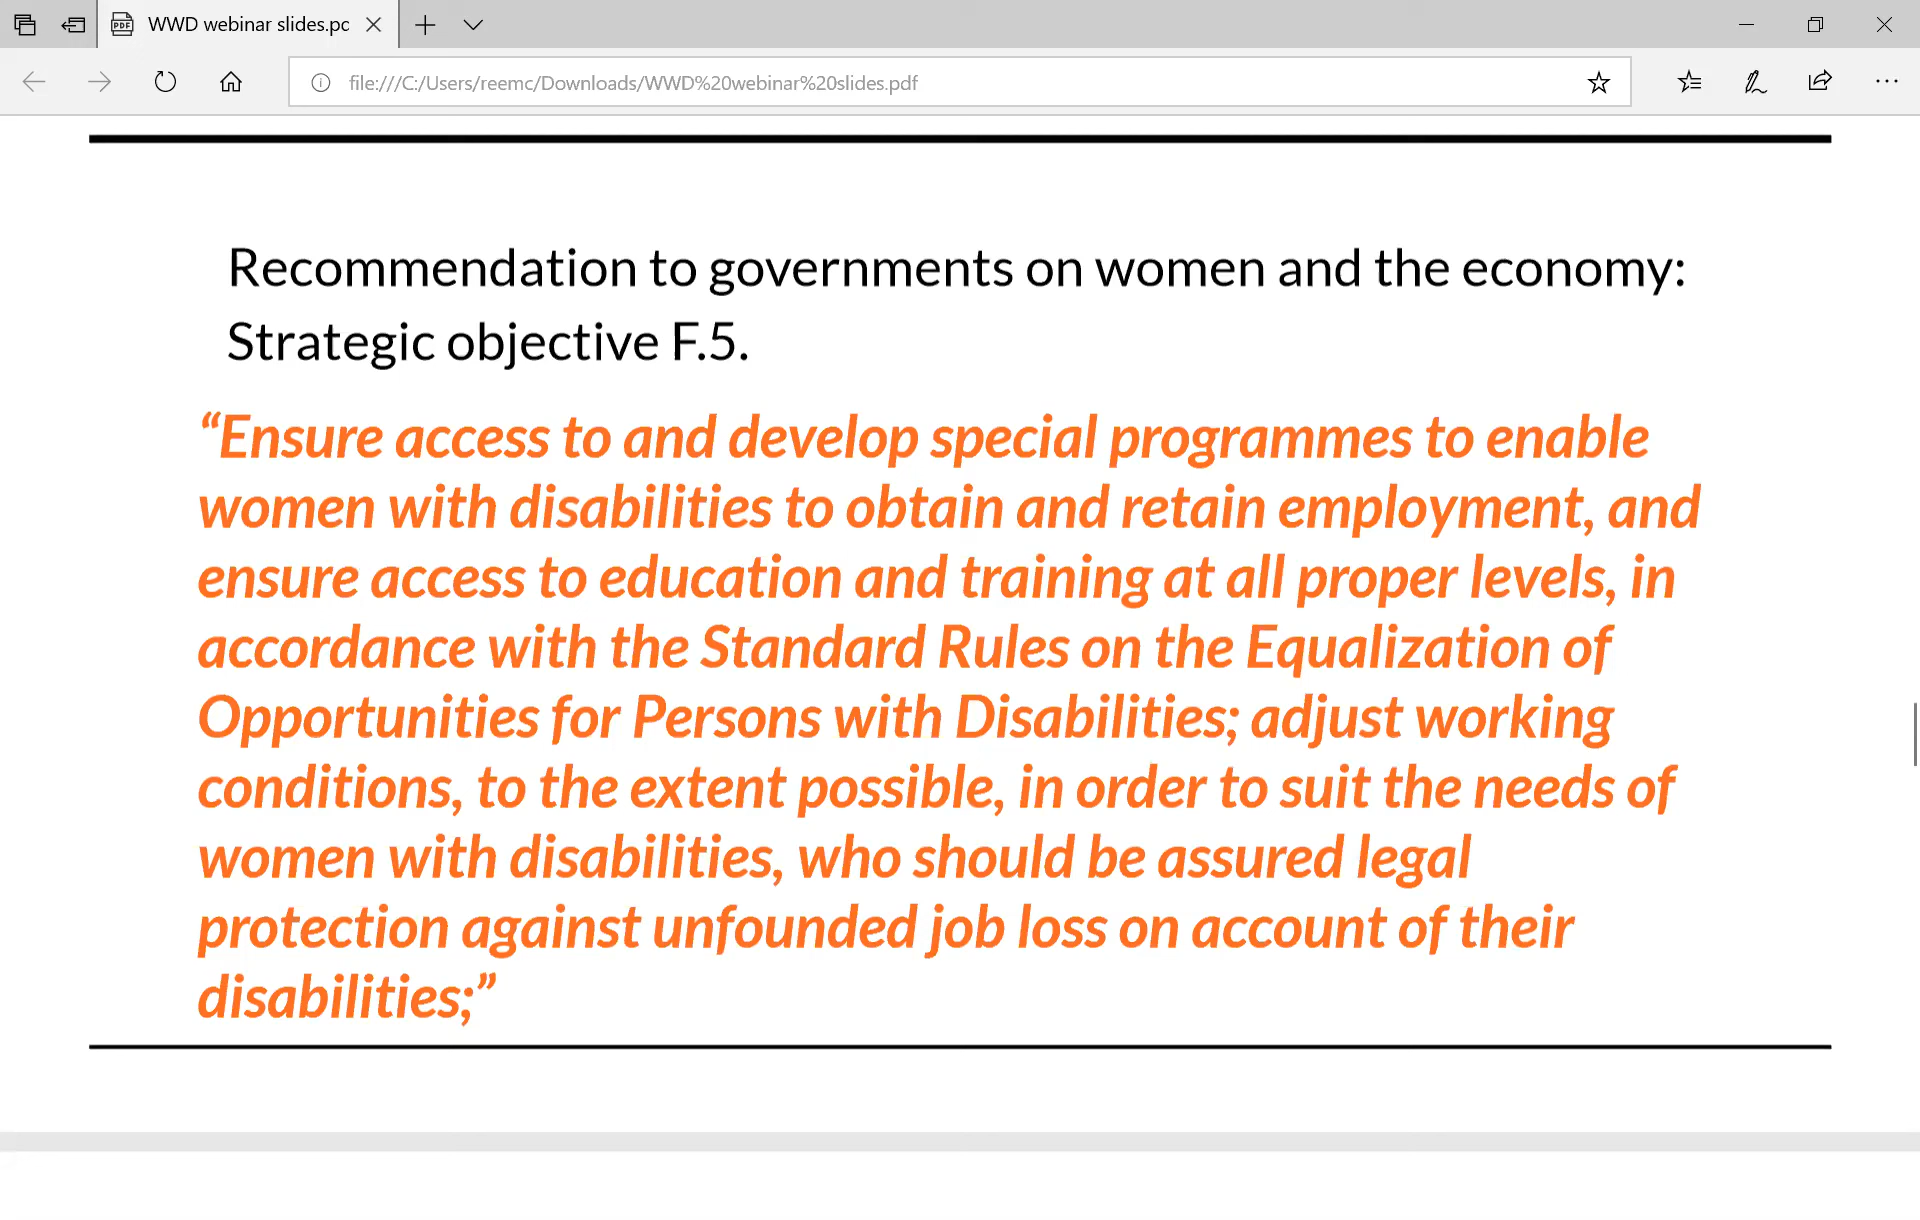 WWD webinar slides.pc
file:///C:/Users/reemc/Downloads/WWD%20webinar%20slides.pdf
Recommendation to governments on women and the economy:
Strategic objective F.5.
“Ensure access to and develop special programmes to enable
women with disabilities to obtain and retain employment, and
ensure access to education and training at all proper levels, in
accordance with the Standard Rules on the Equalization of
Opportunities for Persons with Disabilities; adjust working
conditions, to the extent possible, in order to suit the needs of
women with disabilities, who should be assured legal
protection against unfounded job loss on account of their
disabilities;”